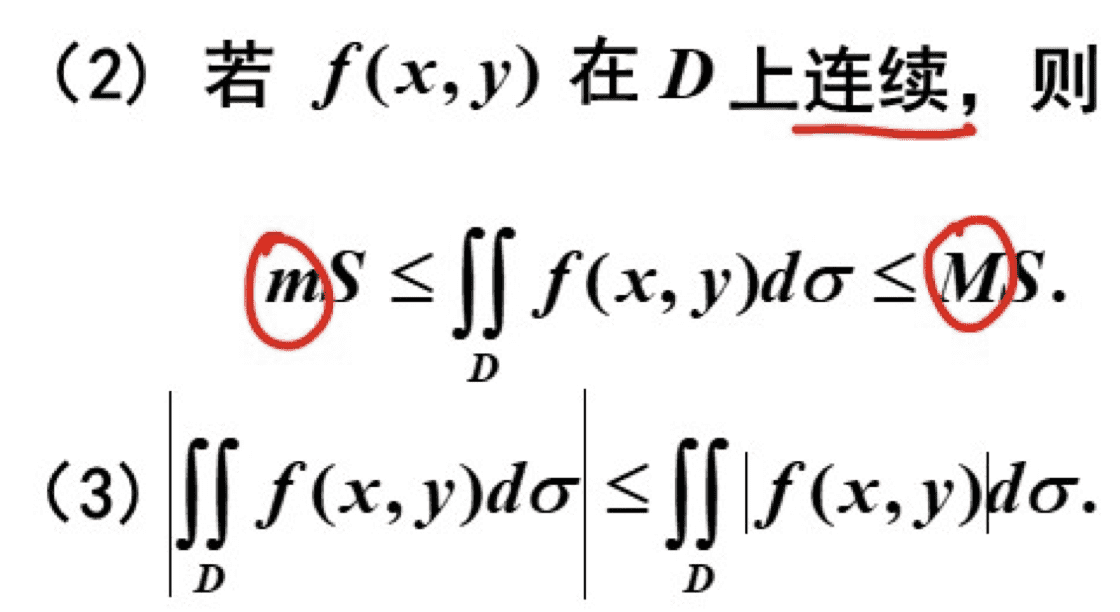 （2） 若 f(x, y) 在 D 上连续，则
mS ≤ ∬_D f(x, y)dσ ≤ MS.
（3） |∬_D f(x, y)dσ| ≤ ∬_D |f(x, y)|dσ.